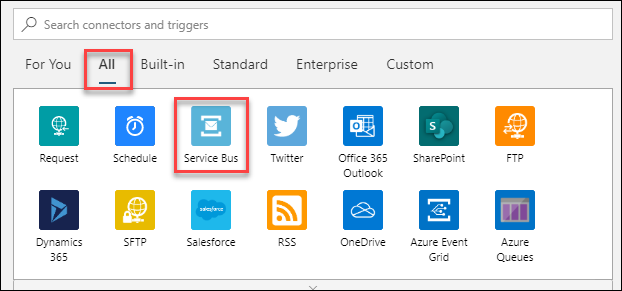 Search connectors and triggers
For You All Built-in Standard Enterprise Custom
salesforce
Request Schedule Service Bus Twitter Office 365 Outlook SharePoint FTP
Dynamics 365 SFTP Salesforce RSS OneDrive Azure Event Grid Azure Queues